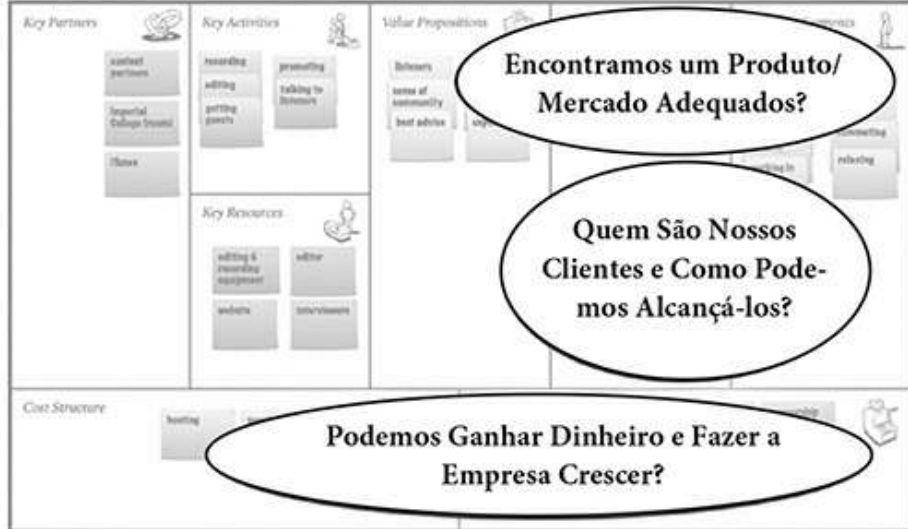 Key Partners
content
partners
Imperial
College (room)
iTunes
Key Activities
recording
editing
getting
guests
promoting
talking to
listeners
Key Resources
editing &
recording
equipment
editor
website
interviewers
Value Propositions
listeners
sense of
community
best advice
Encontramos um Produto/
Mercado Adequados?
commuting
relaxing
Quem São Nossos
Clientes e Como Pode-
mos Alcançá-los?
Cost Structure
hosting
Podemos Ganhar Dinheiro e Fazer a
Empresa Crescer?